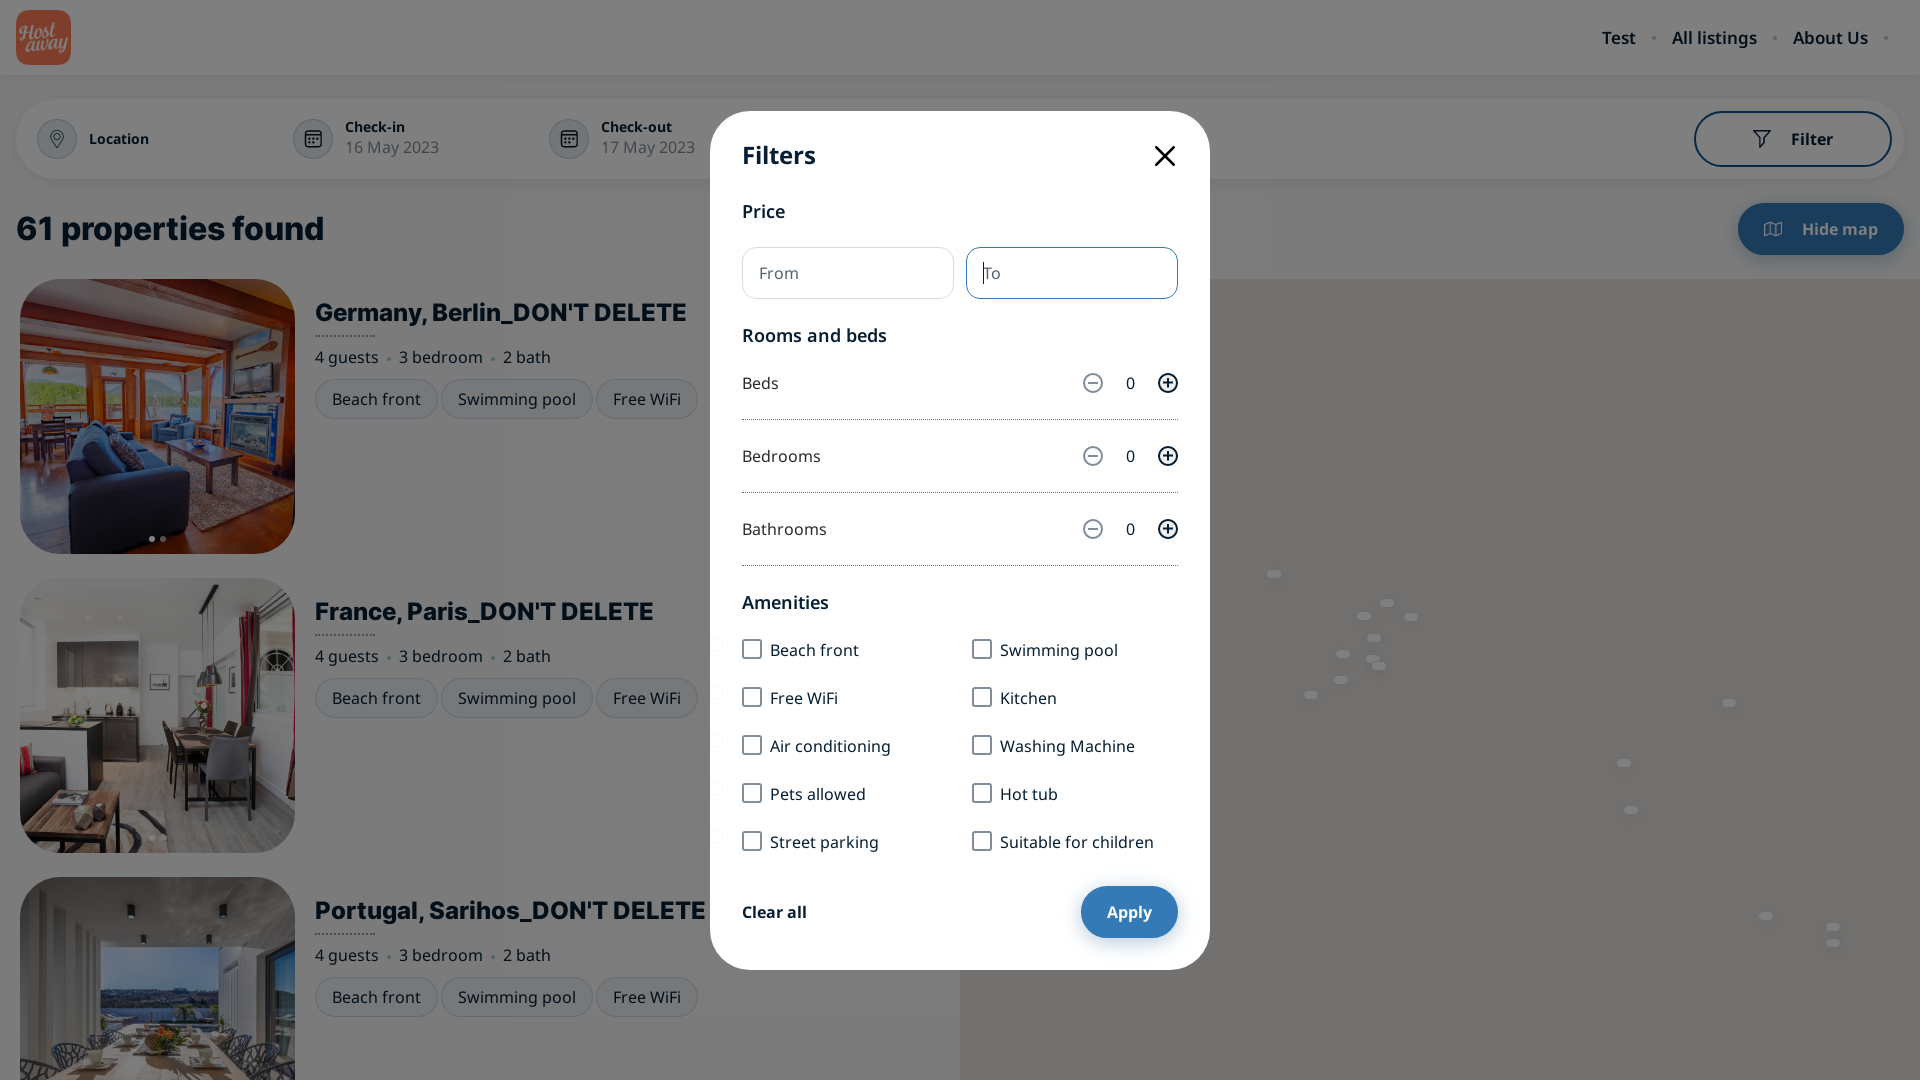 Host
away
Test
All listings
About Us
Location
Check-in
16 May 2023
Check-out
17 May 2023
Filter
61 properties found
Hide map
Germany, Berlin_DON'T DELETE
4 guests 3 bedroom 2 bath
Beach front
Swimming pool
Free WiFi
France, Paris_DON'T DELETE
4 guests 3 bedroom 2 bath
Beach front
Swimming pool
Free WiFi
Portugal, Sarihos_DON'T DELETE
4 guests 3 bedroom 2 bath
Beach front
Swimming pool
Free WiFi
Filters
Price
From
To
Rooms and beds
Beds 0
Bedrooms 0
Bathrooms 0
Amenities
Beach front
Swimming pool
Free WiFi
Kitchen
Air conditioning
Washing Machine
Pets allowed
Hot tub
Street parking
Suitable for children
Clear all
Apply